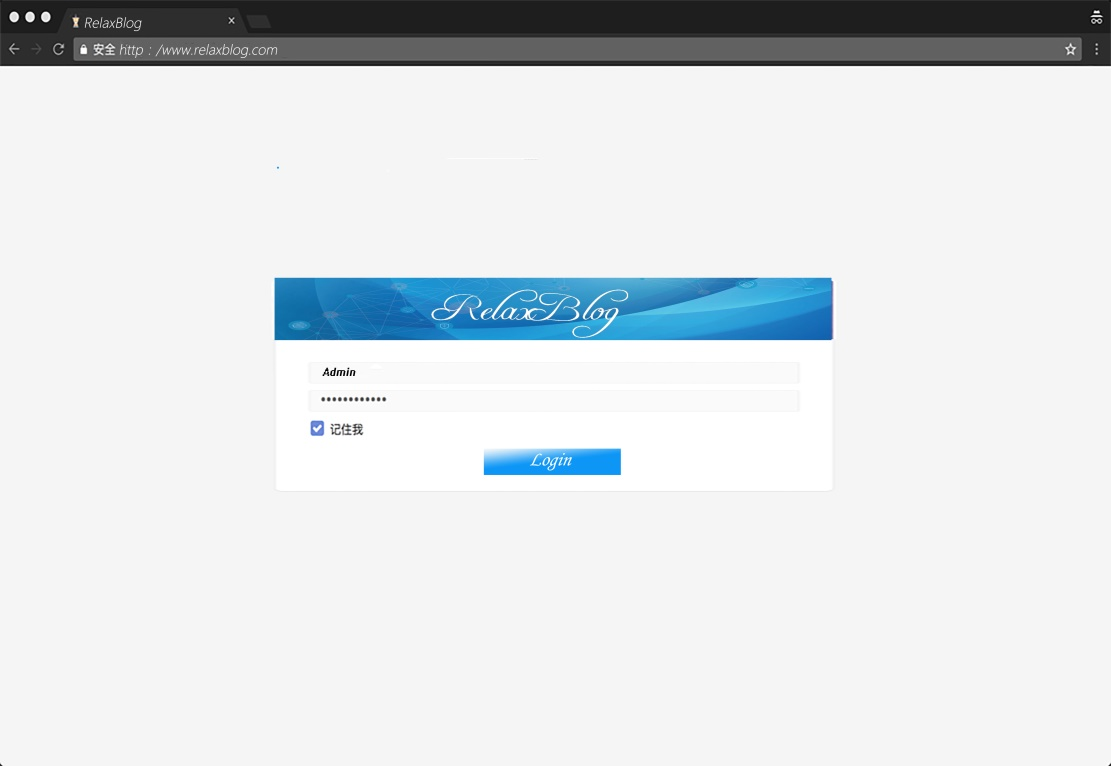 RelaxBlog
安全 http : /www.relaxblog.com
RelaxBlog
Admin
••••••••••••
记住我
Login